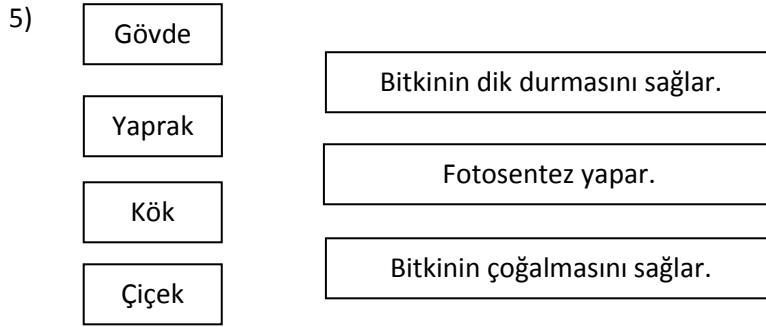 5)
Gövde
Yaprak
Kök
Çiçek
Bitkinin dik durmasını sağlar.
Fotosentez yapar.
Bitkinin çoğalmasını sağlar.